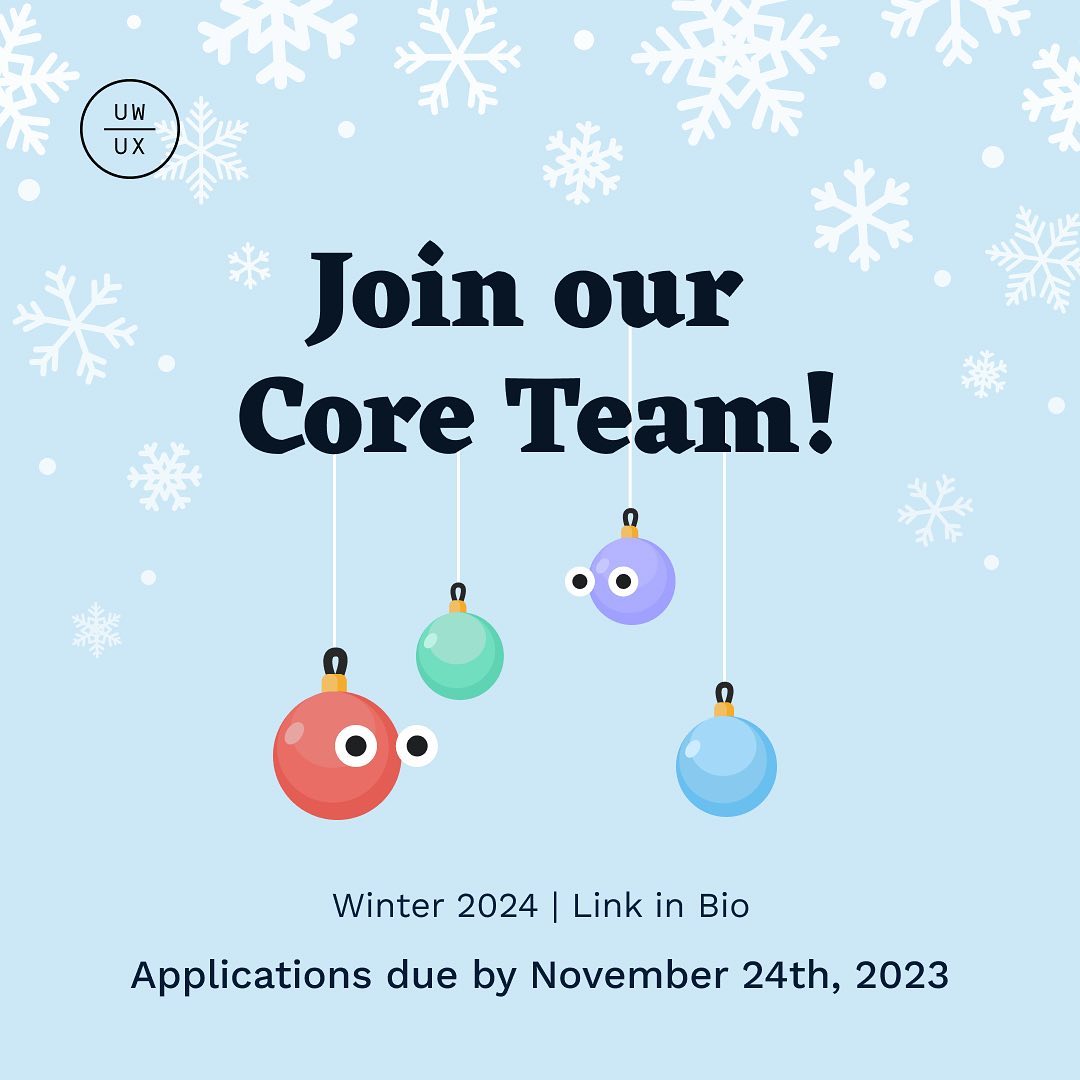 UW
UX
Join our
Core Team!
Winter 2024 | Link in Bio
Applications due by November 24th, 2023